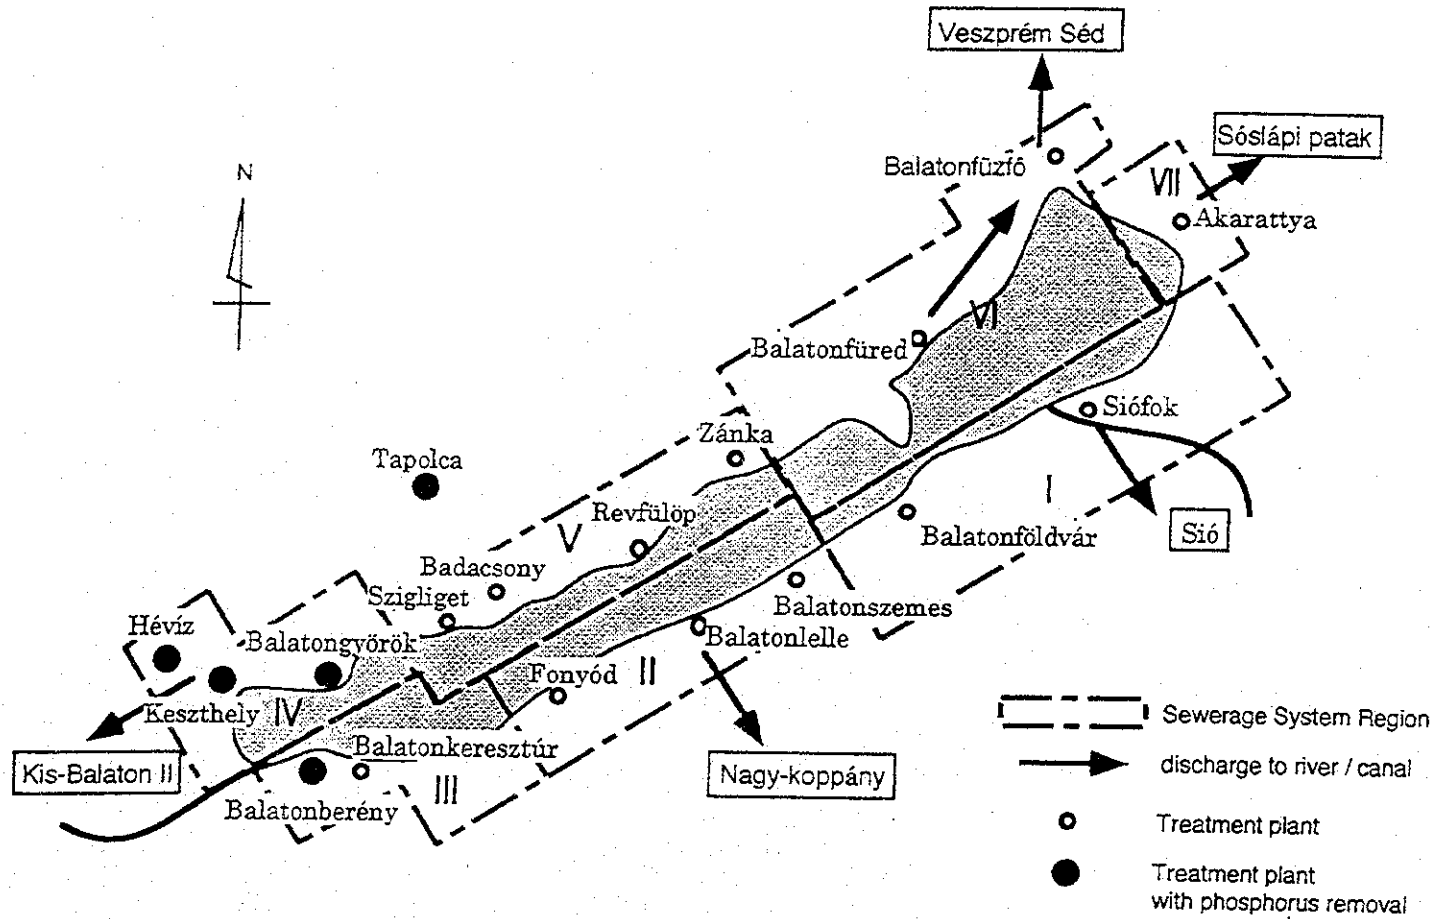 Veszprém Séd
Sóslápi patak
Balatonfüzfő
VII
Akarattya
N
VI
Balatonfüred
Siófok
Zánka
Tapolca
I
Revfülöp
V
Balatonföldvár
Sió
Badacsony
Szigliget
Balatonszemes
Hévíz
Balatongyörök
Balatonlelle
Fonyód
II
Keszthely
IV
Sewerage System Region
Balatonkeresztúr
Kis-Balaton II
Nagy-koppány
discharge to river / canal
III
Balatonberény
Treatment plant
Treatment plant
with phosphorus removal